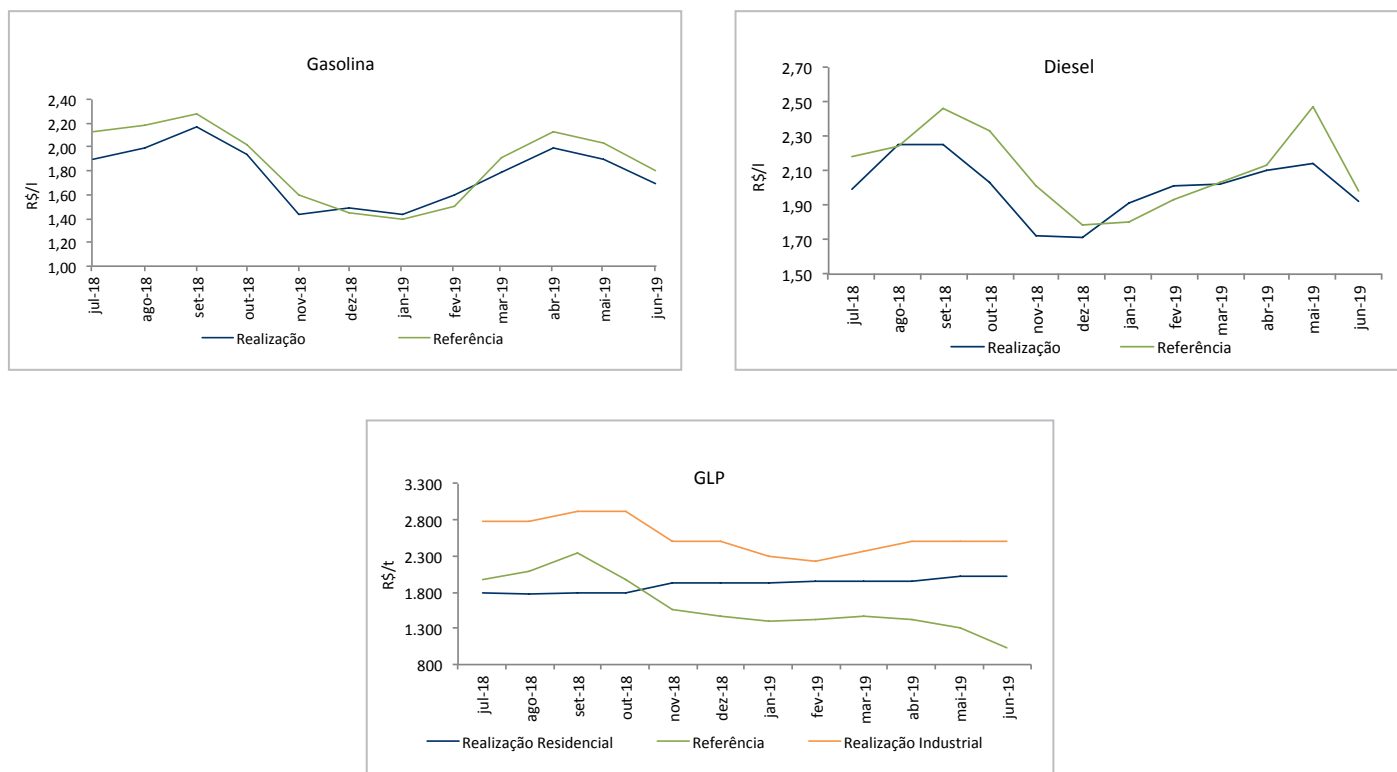 Gasolina
R$/l
2,40
2,20
2,00
1,80
1,60
1,40
1,20
1,00
jul-18
ago-18
set-18
out-18
nov-18
dez-18
jan-19
fev-19
mar-19
abr-19
mai-19
jun-19
Realização Referência
Diesel
R$/l
2,70
2,50
2,30
2,10
1,90
1,70
1,50
jul-18
ago-18
set-18
out-18
nov-18
dez-18
jan-19
fev-19
mar-19
abr-19
mai-19
jun-19
Realização Referência
GLP
R$/t
3.300
2.800
2.300
1.800
1.300
800
jul-18
ago-18
set-18
out-18
nov-18
dez-18
jan-19
fev-19
mar-19
abr-19
mai-19
jun-19
Realização Residencial Referência Realização Industrial